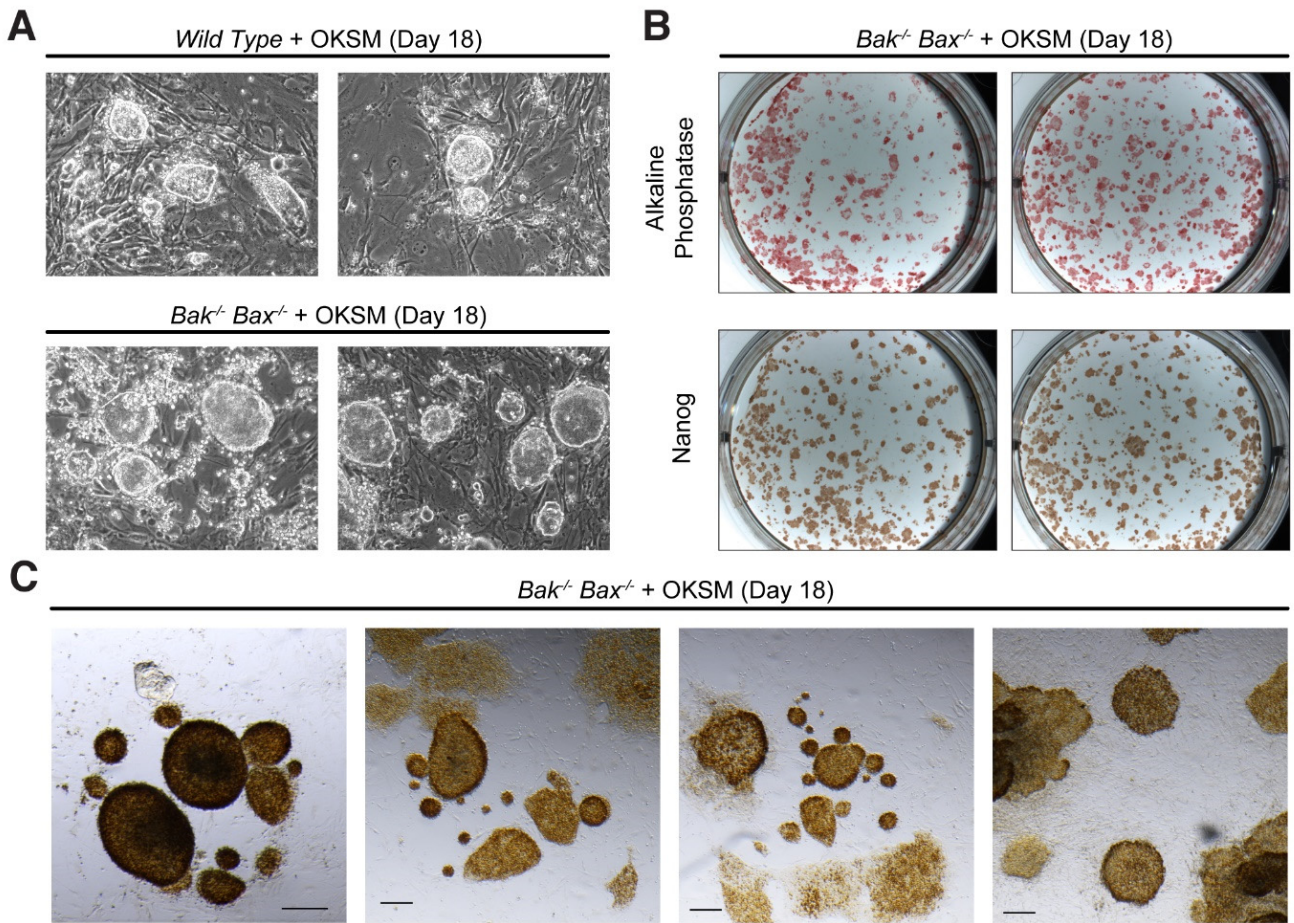 A
Wild Type + OKSM (Day 18)
Bak-/- Bax-/- + OKSM (Day 18)
B
Bak-/- Bax-/- + OKSM (Day 18)
Alkaline
Phosphatase
Nanog
C
Bak-/- Bax-/- + OKSM (Day 18)